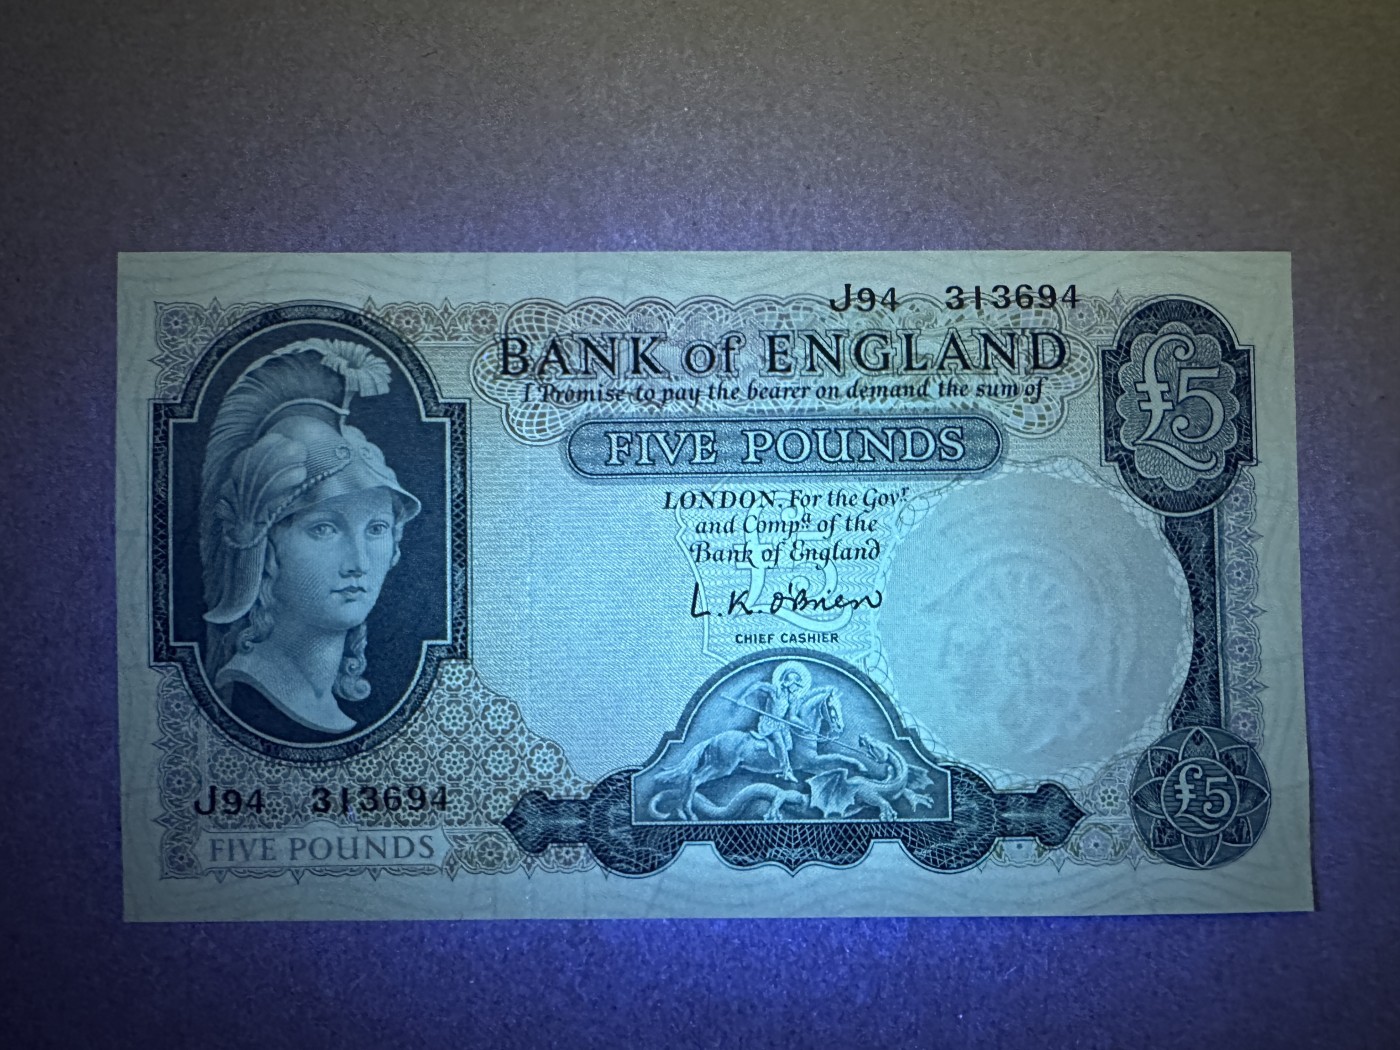 J94 313694
BANK of ENGLAND
I Promise to pay the bearer on demand the sum of
£5
FIVE POUNDS
LONDON. For the Govʳ
and Compᵃ of the
Bank of England
£5
L. K. O'Brien
CHIEF CASHIER
J94 313694
£5
FIVE POUNDS